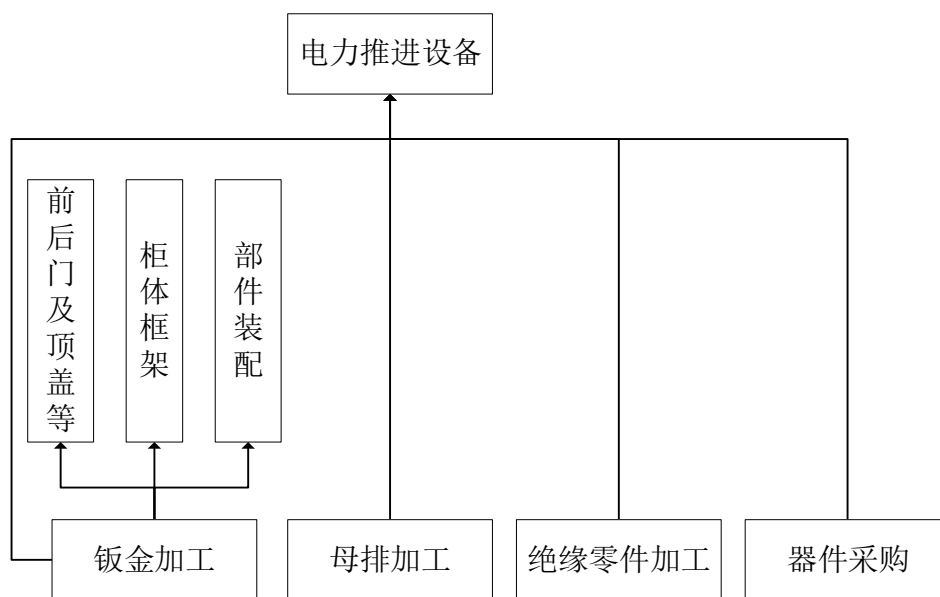 电力推进设备
前后门及顶盖等
柜体框架
部件装配
钣金加工
母排加工
绝缘零件加工
器件采购